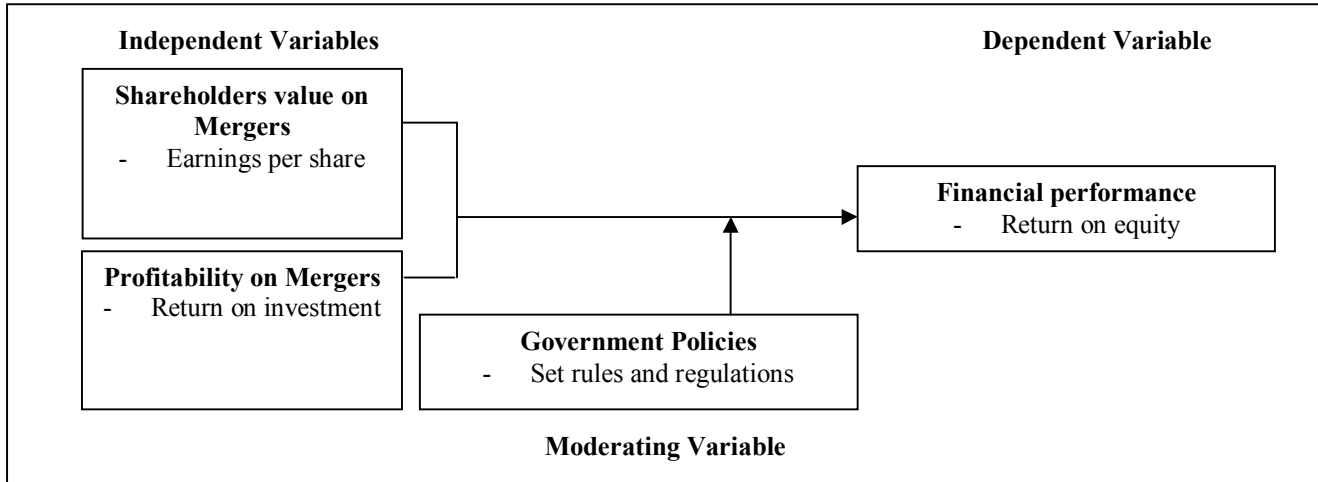 Independent Variables
Dependent Variable
Shareholders value on
Mergers
- Earnings per share
Profitability on Mergers
- Return on investment
Financial performance
- Return on equity
Government Policies
- Set rules and regulations
Moderating Variable